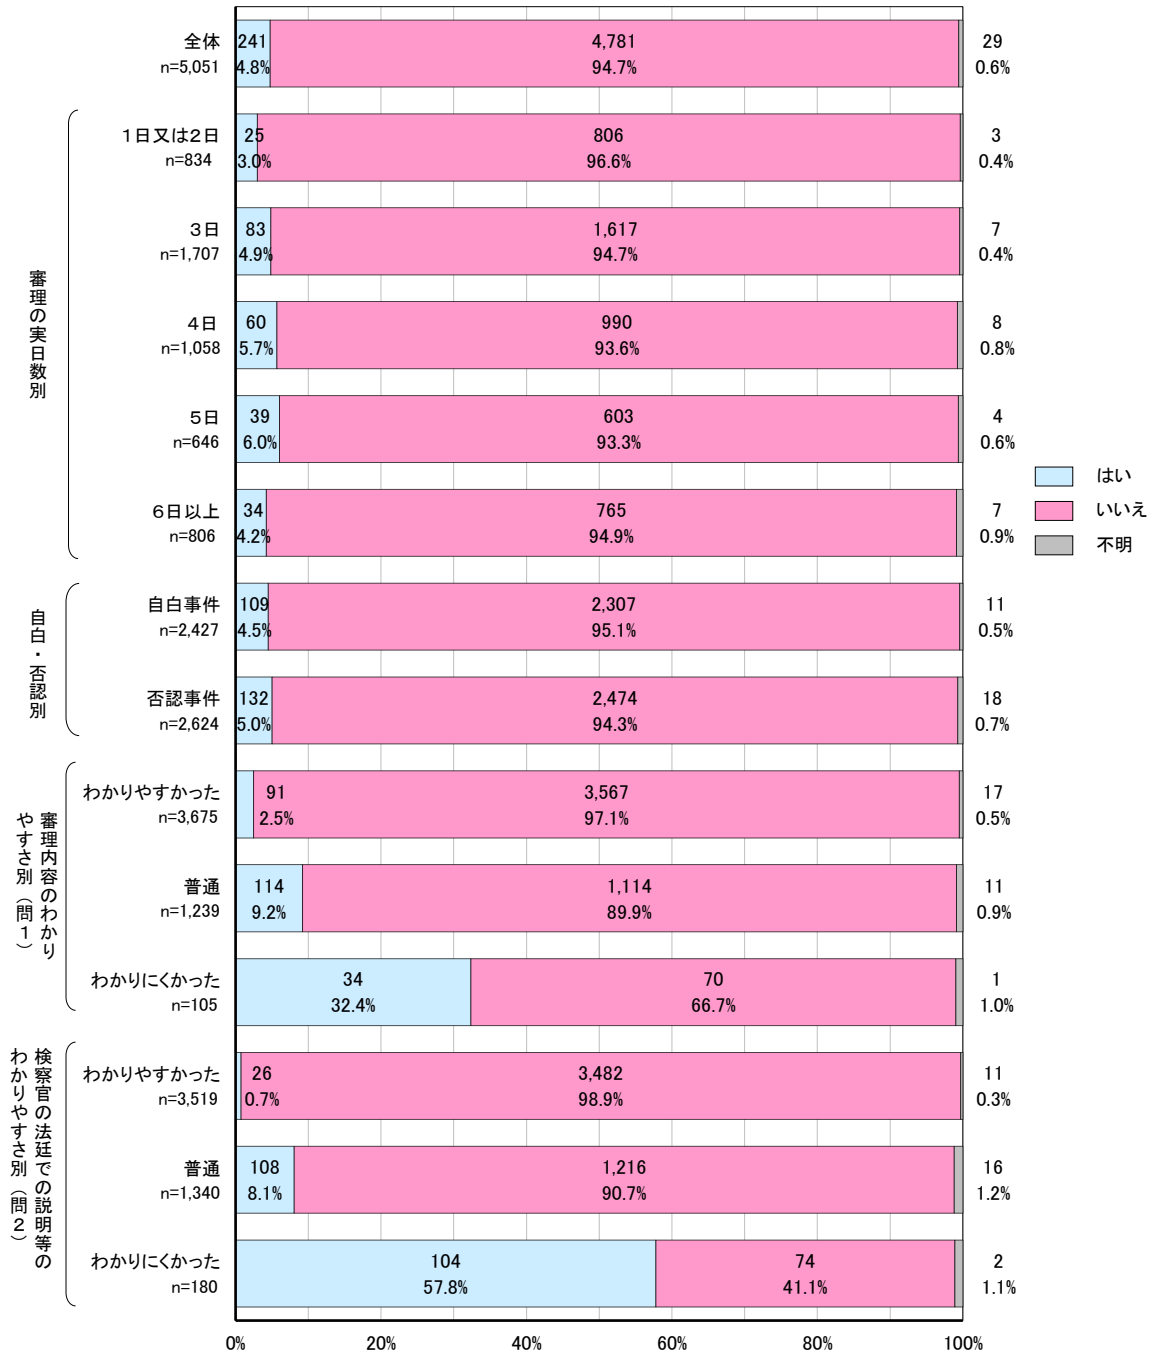 全体
n=5,051
241
4.8%
4,781
94.7%
29
0.6%
審理の実日数別
1日又は2日
n=834
25
3.0%
806
96.6%
3
0.4%
3日
n=1,707
83
4.9%
1,617
94.7%
7
0.4%
4日
n=1,058
60
5.7%
990
93.6%
8
0.8%
5日
n=646
39
6.0%
603
93.3%
4
0.6%
6日以上
n=806
34
4.2%
765
94.9%
7
0.9%
自白・否認別
自白事件
n=2,427
109
4.5%
2,307
95.1%
11
0.5%
否認事件
n=2,624
132
5.0%
2,474
94.3%
18
0.7%
審理内容のわかり
やすさ別(問1)
わかりやすかった
n=3,675
91
2.5%
3,567
97.1%
17
0.5%
普通
n=1,239
114
9.2%
1,114
89.9%
11
0.9%
わかりにくかった
n=105
34
32.4%
70
66.7%
1
1.0%
検察官の法廷での説明等の
わかりやすさ別(問2)
わかりやすかった
n=3,519
26
0.7%
3,482
98.9%
11
0.3%
普通
n=1,340
108
8.1%
1,216
90.7%
16
1.2%
わかりにくかった
n=180
104
57.8%
74
41.1%
2
1.1%
0%
20%
40%
60%
80%
100%
はい
いいえ
不明